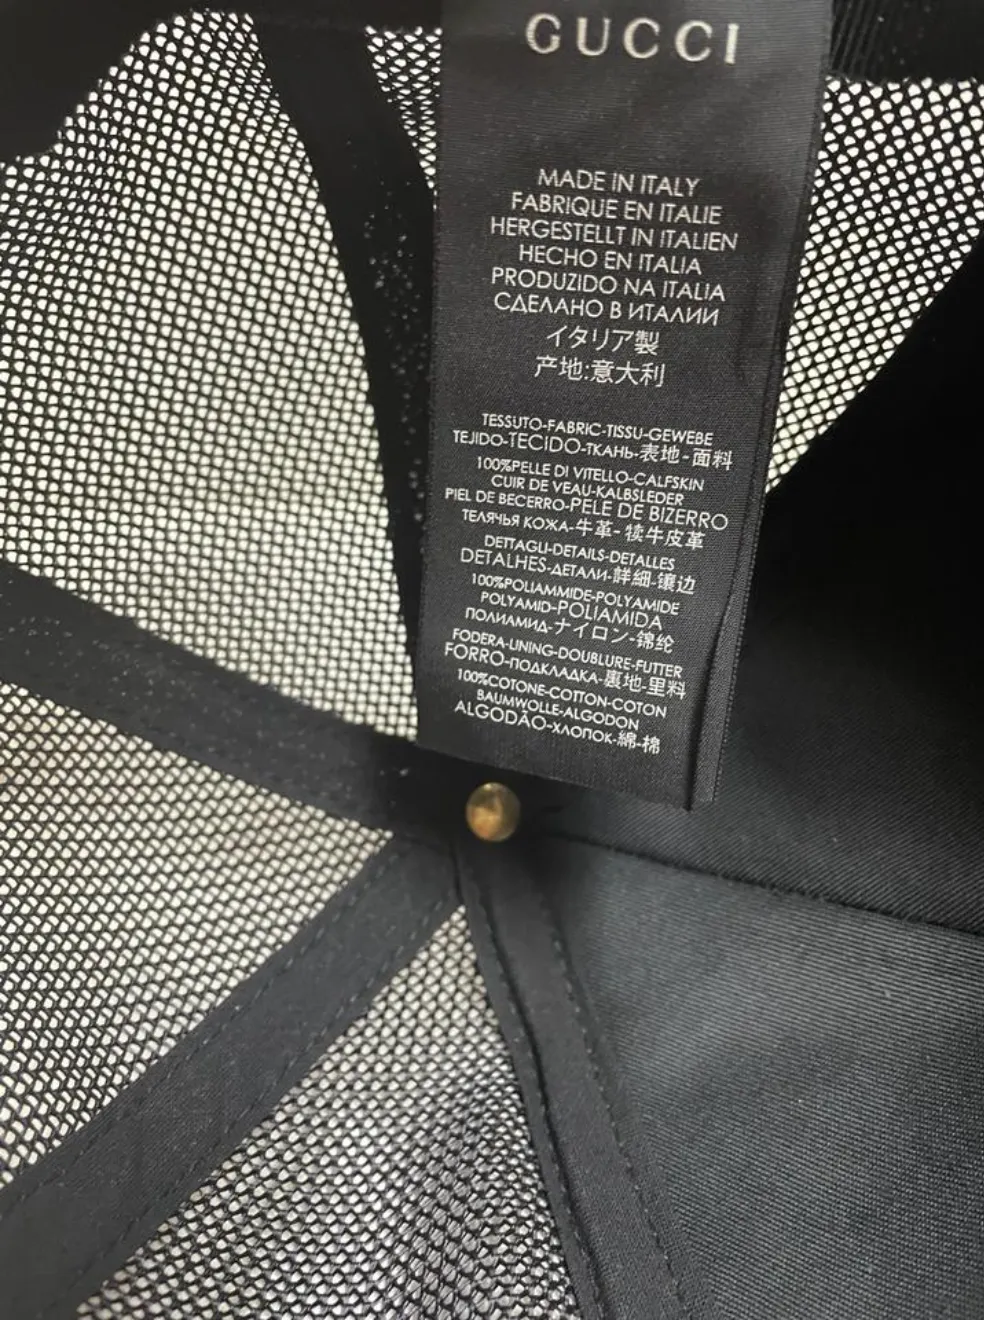 GUCCI
MADE IN ITALY
FABRIQUE EN ITALIE
HERGESTELLT IN ITALIEN
HECHO EN ITALIA
PRODUZIDO NA ITALIA
СДЕЛАНО В ИТАЛИИ
イタリア製
产地:意大利
TESSUTO-FABRIC-TISSU-GEWEBE
TEJIDO-TECIDO-ТКАНЬ-表地-面料
100%PELLE DI VITELLO-CALFSKIN
CUIR DE VEAU-KALBSLEDER
PIEL DE BECERRO-PELE DE BIZERRO
ТЕЛЯЧЬЯ КОЖА-牛革-犊牛皮革
DETTAGLI-DETAILS-DETALLES
DETALHES-ДЕТАЛИ-詳細-镶边
100%POLIAMMIDE-POLYAMIDE
POLYAMID-POLIAMIDA
ПОЛИАМИД-ナイロン-锦纶
FODERA-LINING-DOUBLURE-FUTTER
FORRO-ПОДКЛАДКА-裏地-里料
100%COTONE-COTTON-COTON
BAUMWOLLE-ALGODON
ALGODÃO-ХЛОПОК-綿-棉